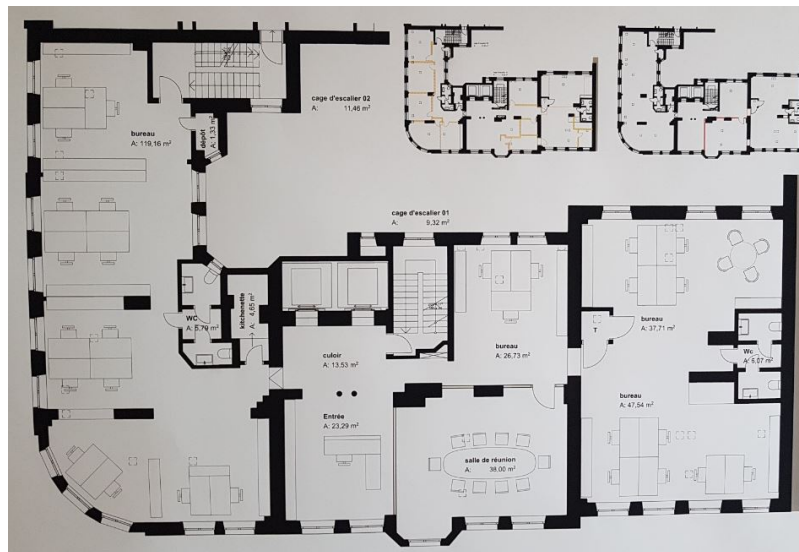 cage d'escalier 02
A: 11,46 m²
bureau
A: 119,16 m²
dépôt
A: 1,33 m²
cage d'escalier 01
A: 9,32 m²
WC
A: 5,79 m²
kitchenette
A: 4,65 m²
culoir
A: 13,53 m²
bureau
A: 26,73 m²
T
bureau
A: 37,71 m²
Wc
A: 6,07 m²
Entrée
A: 23,29 m²
bureau
A: 47,54 m²
salle de réunion
A: 38,00 m²